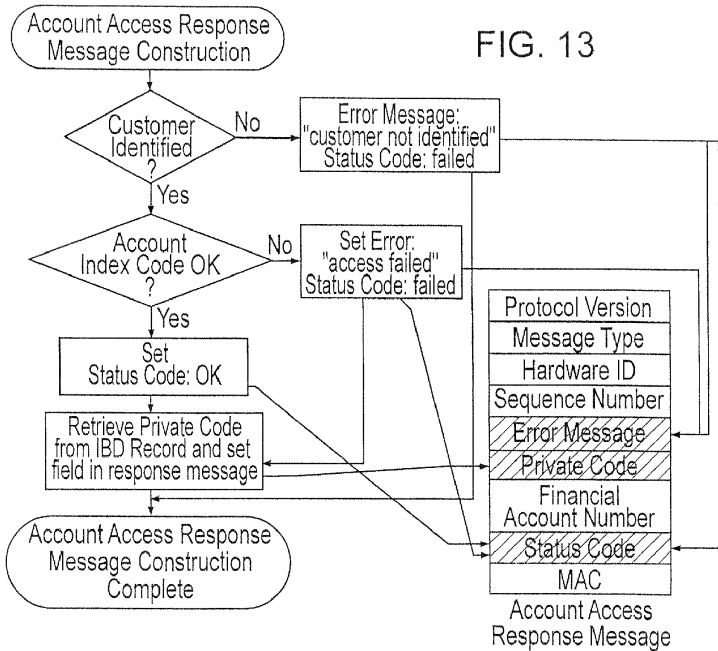 Account Access Response
Message Construction
FIG. 13
Customer
Identified
?
No
Error Message:
"customer not identified"
Status Code: failed
Yes
Account
Index Code OK
?
No
Set Error:
"access failed"
Status Code: failed
Yes
Set
Status Code: OK
Retrieve Private Code
from IBD Record and set
field in response message
Account Access Response
Message Construction
Complete
Protocol Version
Message Type
Hardware ID
Sequence Number
Error Message
Private Code
Financial
Account Number
Status Code
MAC
Account Access
Response Message